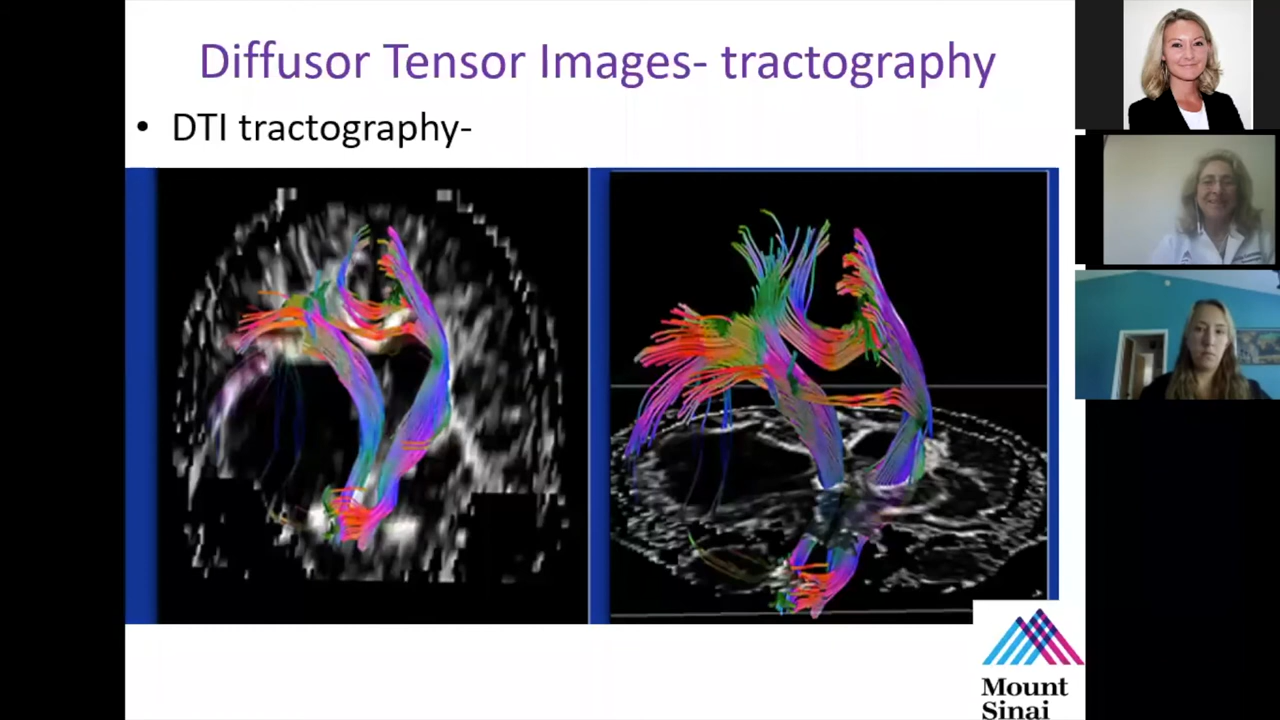 Diffusor Tensor Images- tractography
• DTI tractography-
Mount
Sinai